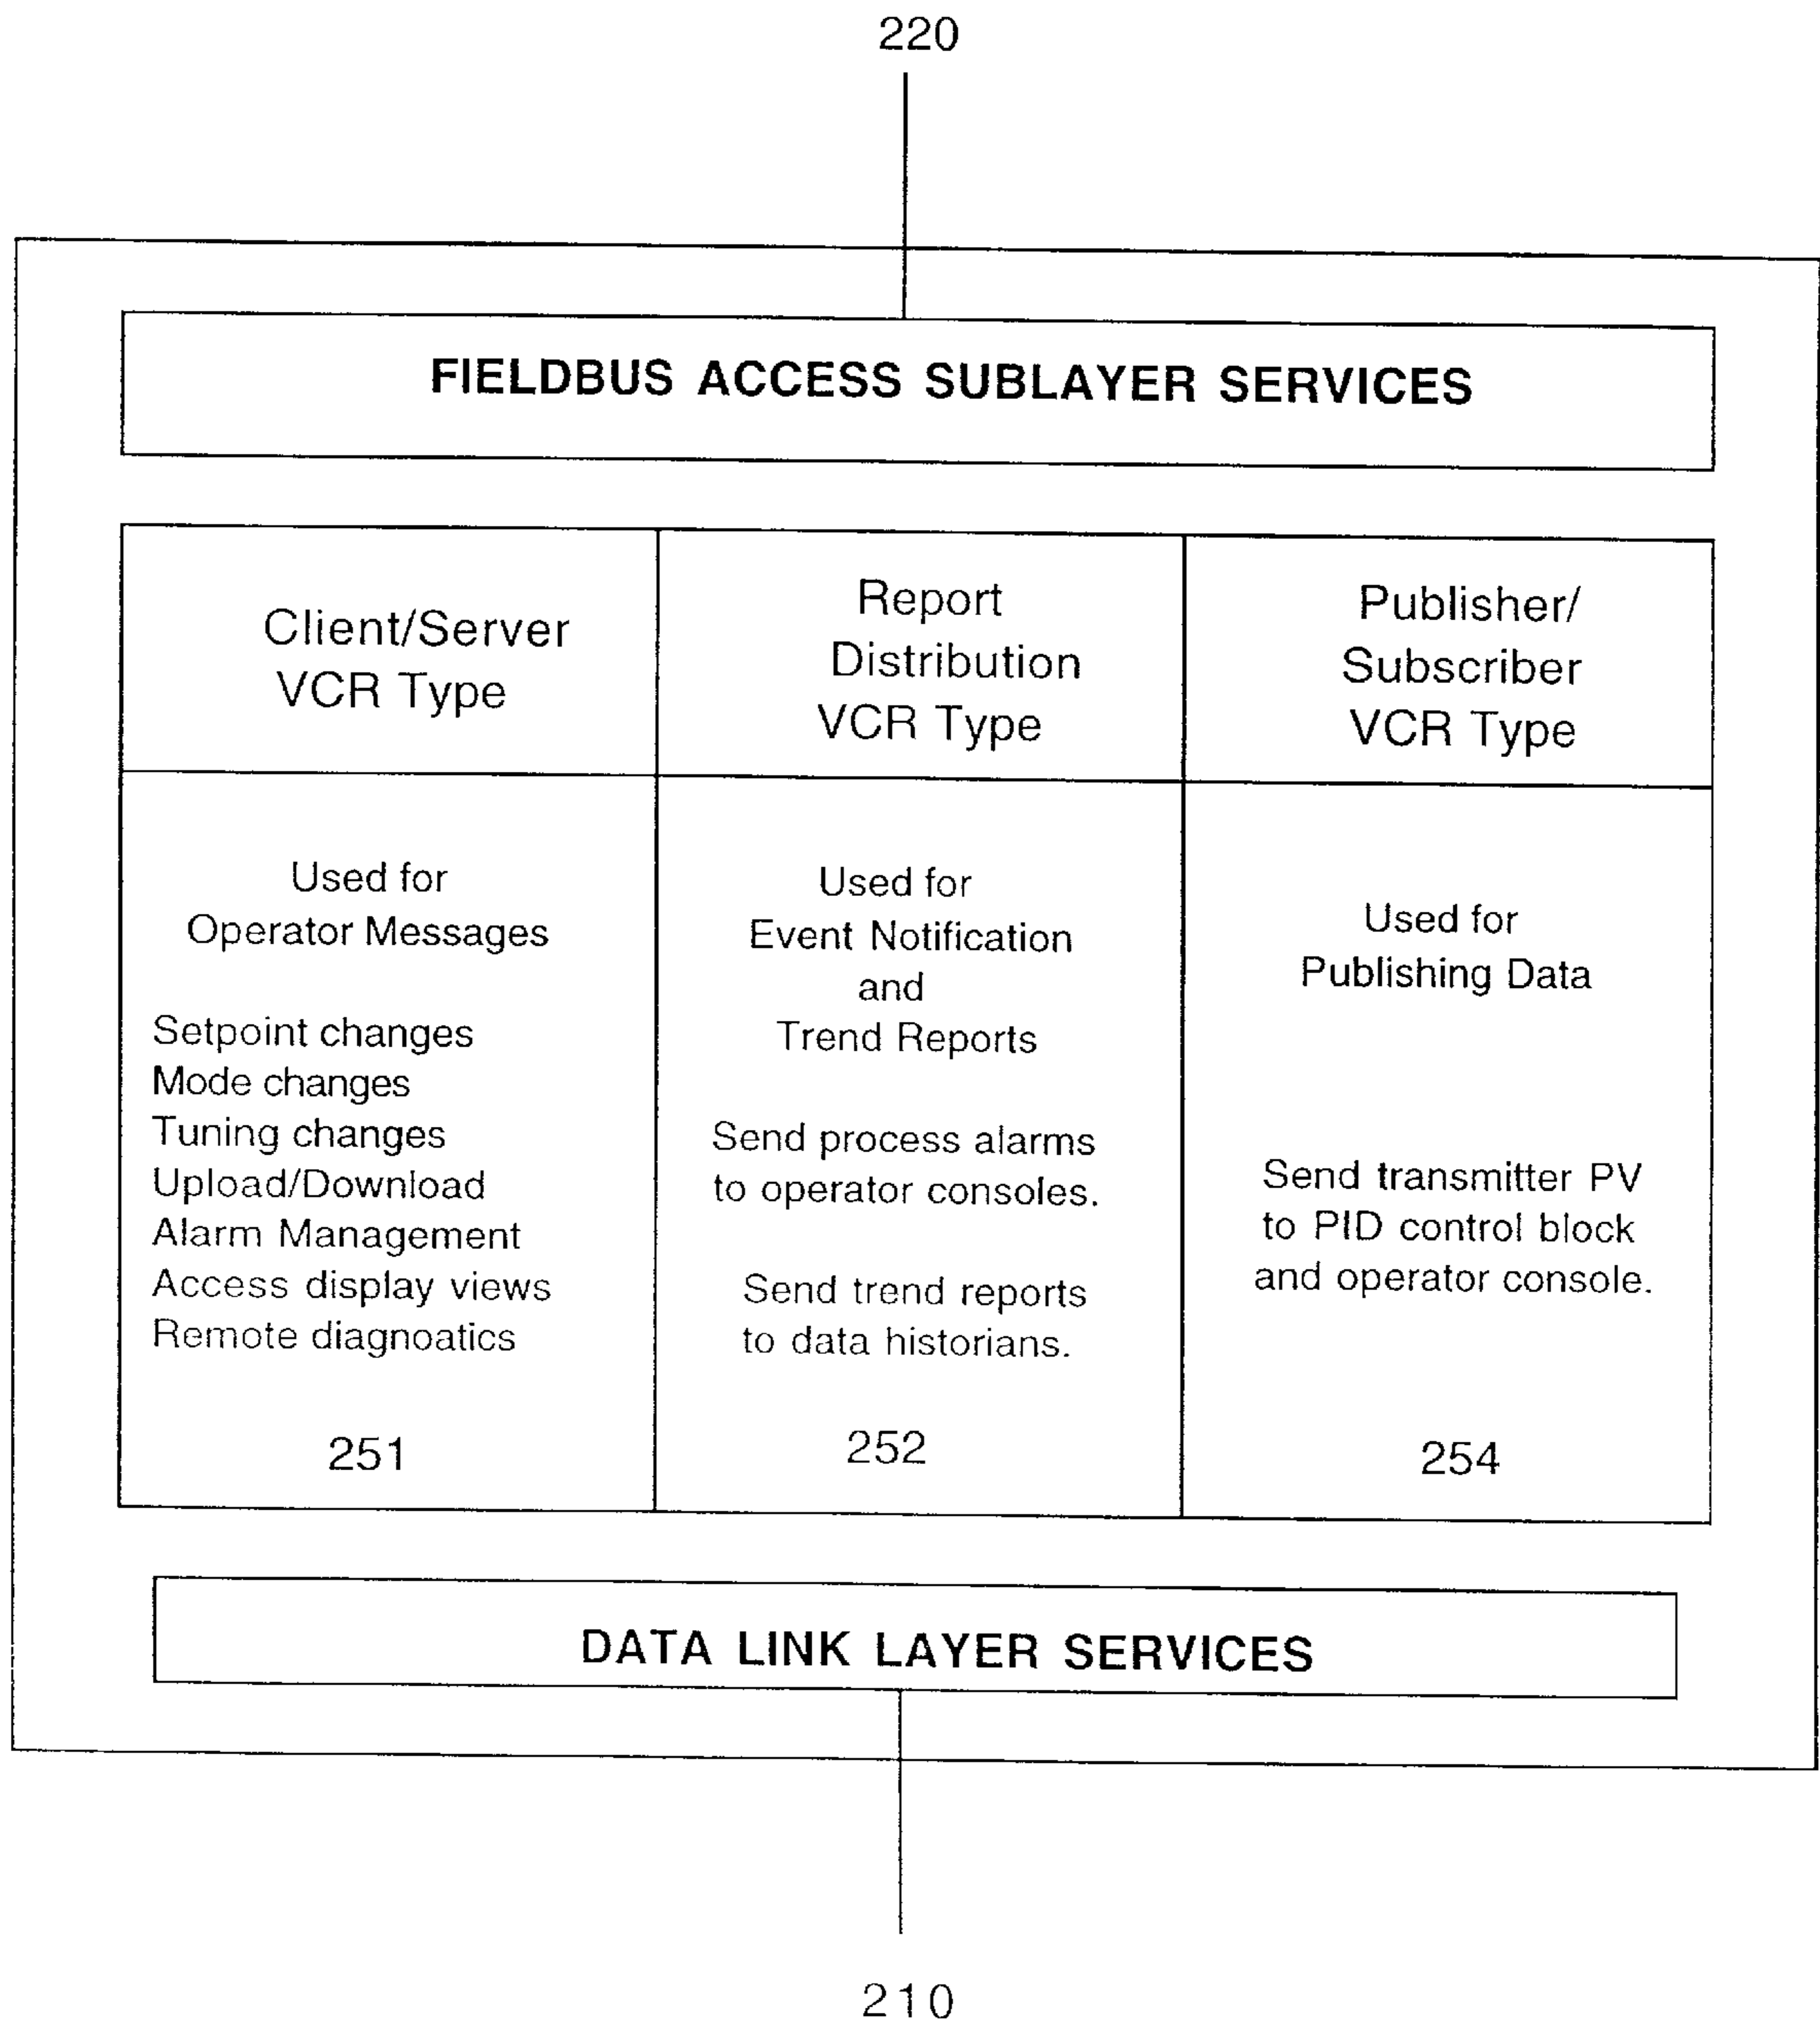 220
FIELDBUS ACCESS SUBLAYER SERVICES
Client/Server
VCR Type
Report
Distribution
VCR Type
Publisher/
Subscriber
VCR Type
Used for
Operator Messages
Setpoint changes
Mode changes
Tuning changes
Upload/Download
Alarm Management
Access display views
Remote diagnoatics
251
Used for
Event Notification
and
Trend Reports
Send process alarms
to operator consoles.
Send trend reports
to data historians.
252
Used for
Publishing Data
Send transmitter PV
to PID control block
and operator console.
254
DATA LINK LAYER SERVICES
210